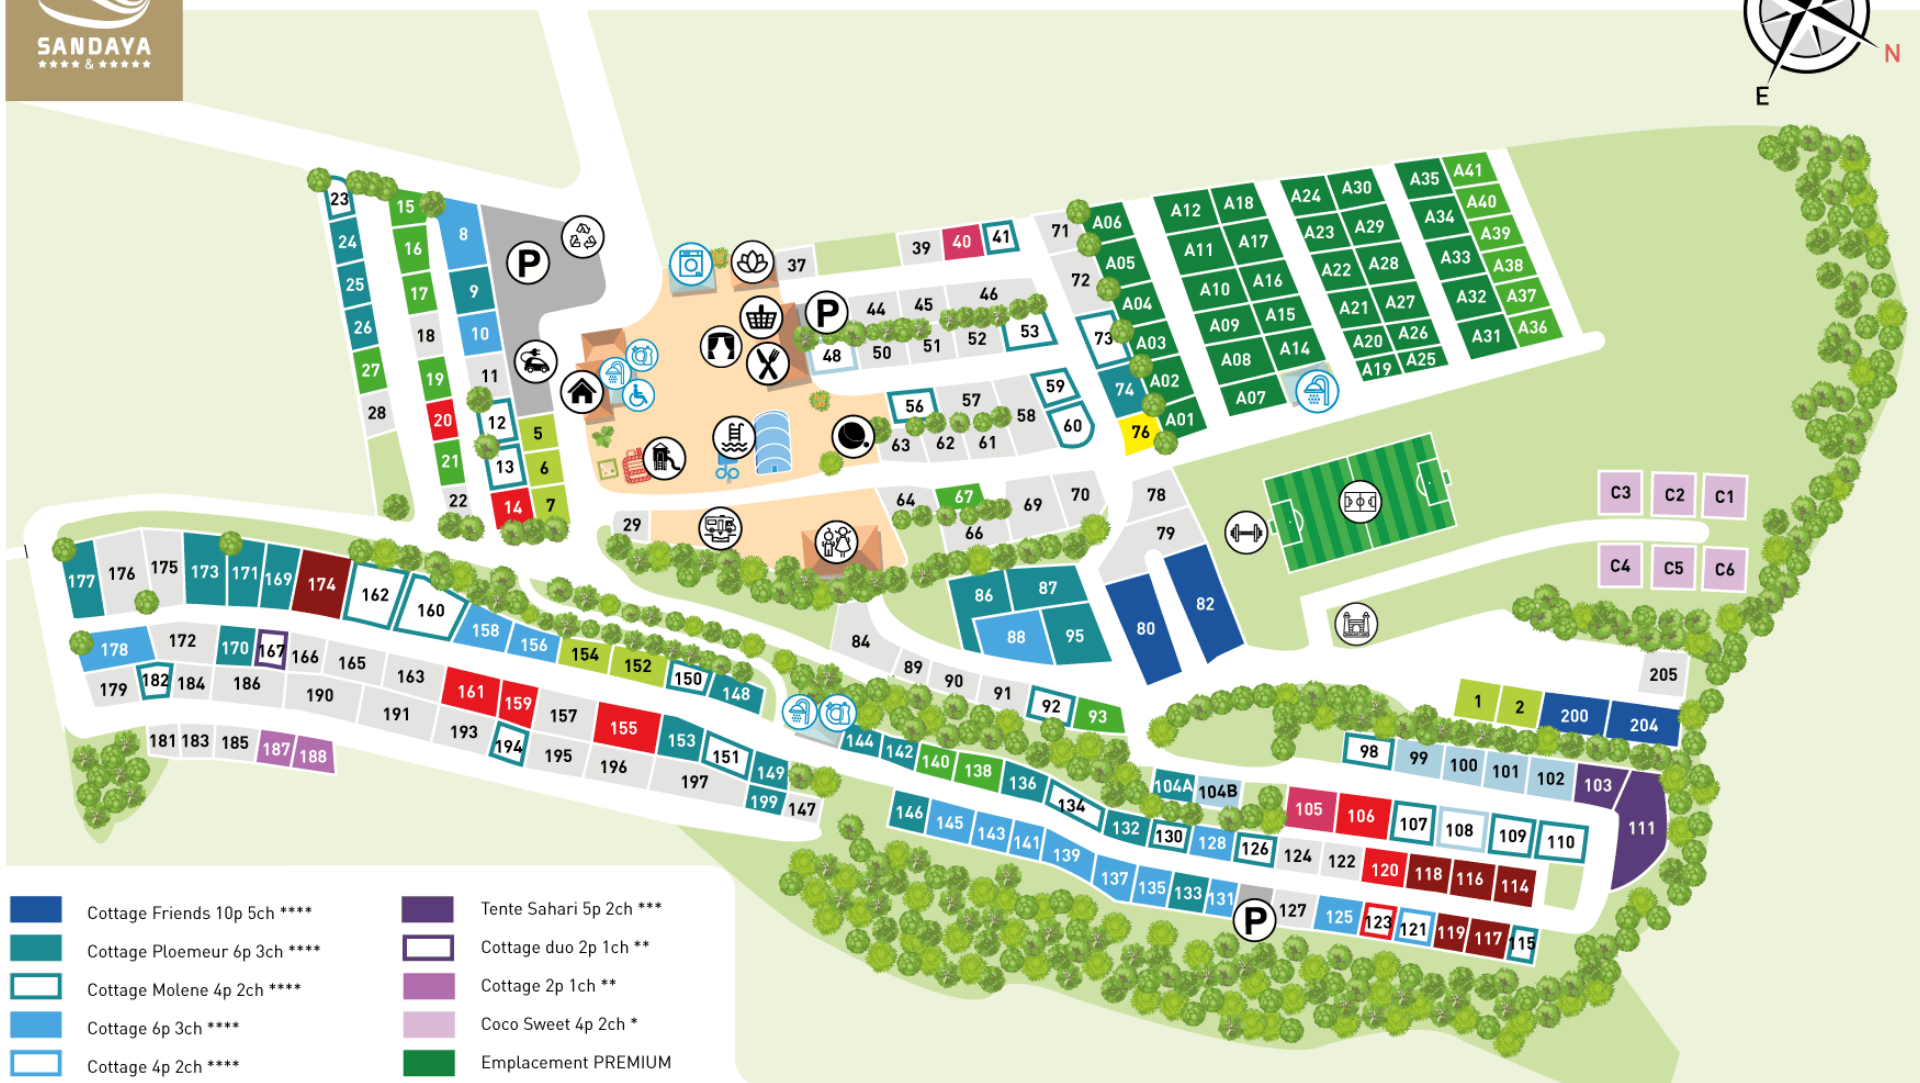 SANDAYA
**** & *****
N
E
23
24
25
26
27
28
15
16
17
18
19
20
21
22
8
9
10
11
12
13
14
5
6
7
P
37
39
40
41
P
44
45
46
48
50
51
52
53
56
57
58
59
60
61
62
63
64
66
67
69
70
29
71
72
73
74
76
78
79
A06
A05
A04
A03
A02
A01
A12
A11
A10
A09
A08
A07
A18
A17
A16
A15
A14
A24
A23
A22
A21
A20
A19
A30
A29
A28
A27
A26
A25
A35
A34
A33
A32
A31
A41
A40
A39
A38
A37
A36
C3
C2
C1
C4
C5
C6
80
82
84
86
87
88
95
89
90
91
92
93
177
176
175
173
171
169
174
162
160
158
156
154
152
150
148
178
172
170
167
166
165
163
161
159
157
155
153
151
149
179
182
184
186
190
191
193
194
195
196
197
199
147
181
183
185
187
188
144
142
140
138
136
134
132
130
128
126
124
122
120
118
116
114
146
145
143
141
139
137
135
133
131
P
127
125
123
121
119
117
115
104A
104B
105
106
107
108
109
110
98
99
100
101
102
103
111
1
2
200
204
205
Cottage Friends 10p 5ch ****
Cottage Ploemeur 6p 3ch ****
Cottage Molene 4p 2ch ****
Cottage 6p 3ch ****
Cottage 4p 2ch ****
Tente Sahari 5p 2ch ***
Cottage duo 2p 1ch **
Cottage 2p 1ch **
Coco Sweet 4p 2ch *
Emplacement PREMIUM